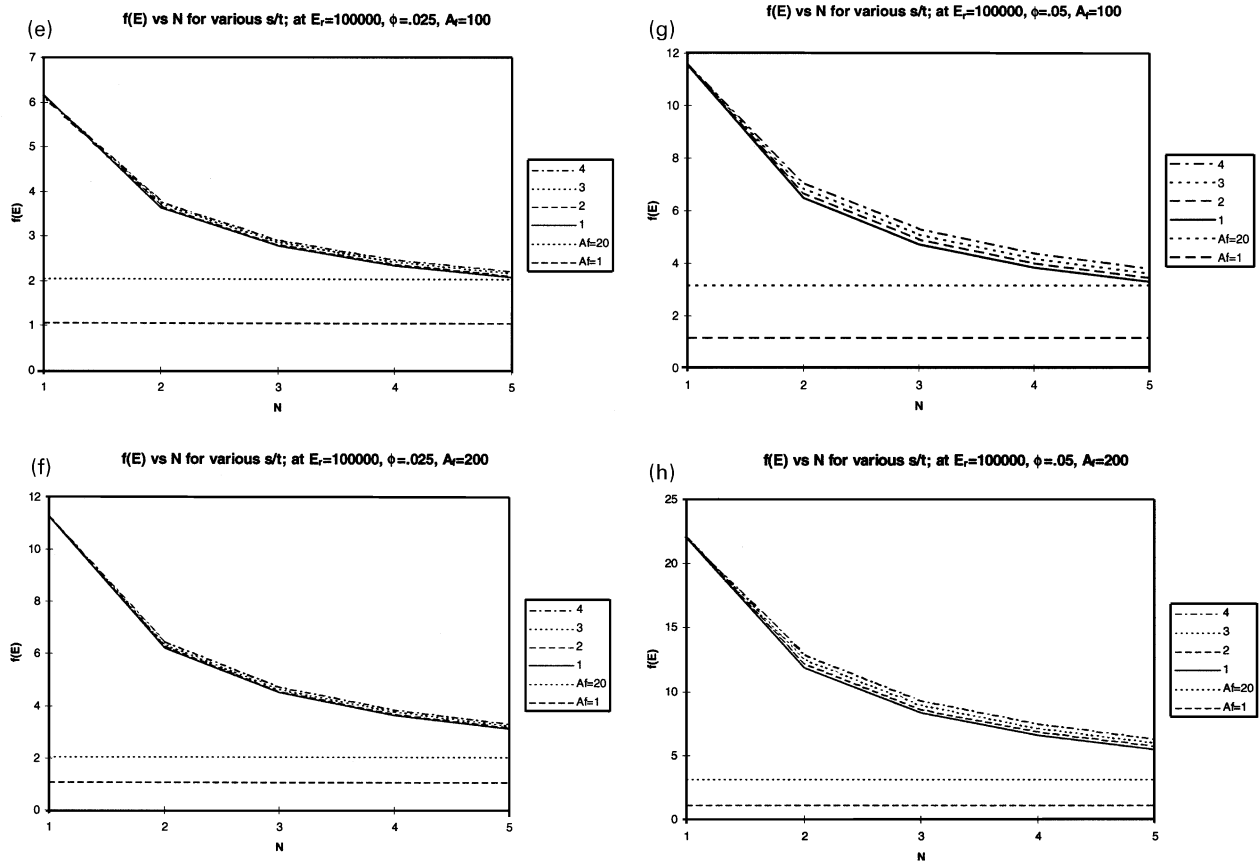 (e)
f(E) vs N for various s/t; at Er=100000, ϕ=.025, Af=100
7
6
5
4
3
2
1
0
f(E)
1 2 3 4 5
N
4
3
2
1
Af=20
Af=1
(g)
f(E) vs N for various s/t; at Er=100000, ϕ=.05, Af=100
12
10
8
6
4
2
0
f(E)
1 2 3 4 5
N
4
3
2
1
Af=20
Af=1
(f)
f(E) vs N for various s/t; at Er=100000, ϕ=.025, Af=200
12
10
8
6
4
2
0
f(E)
1 2 3 4 5
N
4
3
2
1
Af=20
Af=1
(h)
f(E) vs N for various s/t; at Er=100000, ϕ=.05, Af=200
25
20
15
10
5
0
f(E)
1 2 3 4 5
N
4
3
2
1
Af=20
Af=1